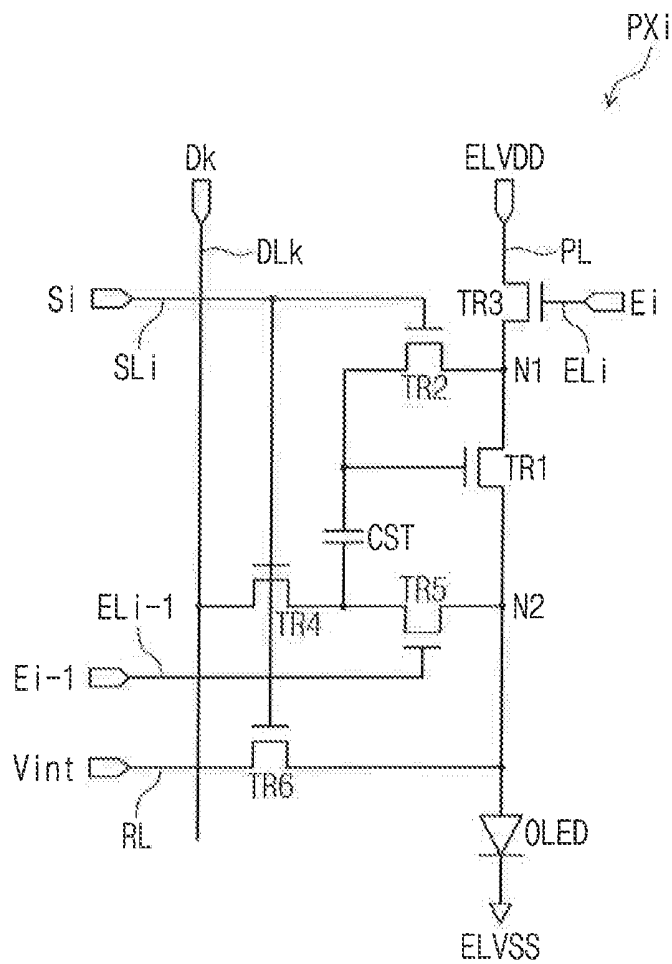 PXi
Dk
ELVDD
DLk
PL
Si
TR3
Ei
SLi
TR2
N1
ELi
TR1
CST
ELi-1
TR4
TR5
N2
Ei-1
Vint
TR6
RL
OLED
ELVSS